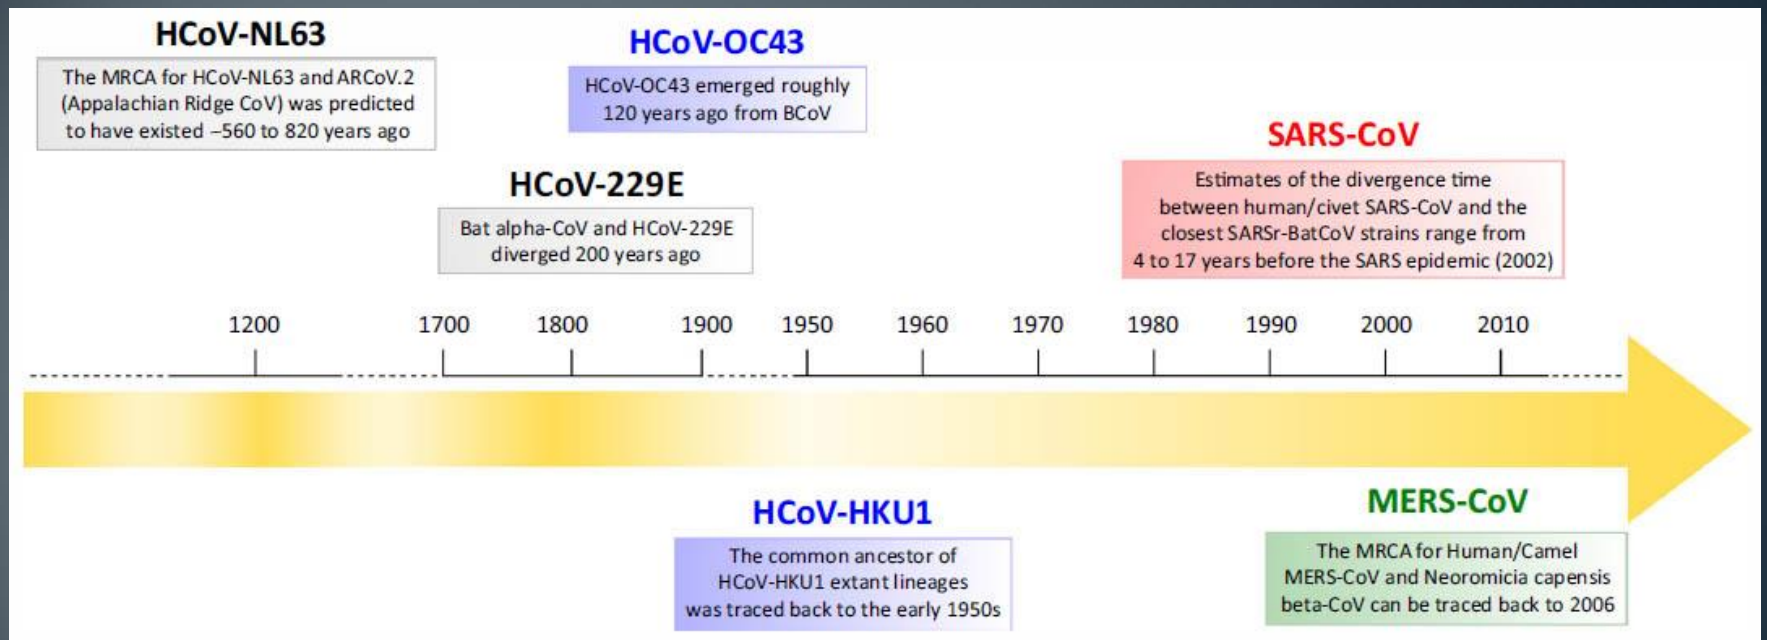 HCoV-NL63
The MRCA for HCoV-NL63 and ARCoV.2
(Appalachian Ridge CoV) was predicted
to have existed –560 to 820 years ago
HCoV-OC43
HCoV-OC43 emerged roughly
120 years ago from BCoV
HCoV-229E
Bat alpha-CoV and HCoV-229E
diverged 200 years ago
SARS-CoV
Estimates of the divergence time
between human/civet SARS-CoV and the
closest SARSr-BatCoV strains range from
4 to 17 years before the SARS epidemic (2002)
1200 1700 1800 1900 1950 1960 1970 1980 1990 2000 2010
HCoV-HKU1
The common ancestor of
HCoV-HKU1 extant lineages
was traced back to the early 1950s
MERS-CoV
The MRCA for Human/Camel
MERS-CoV and Neoromicia capensis
beta-CoV can be traced back to 2006